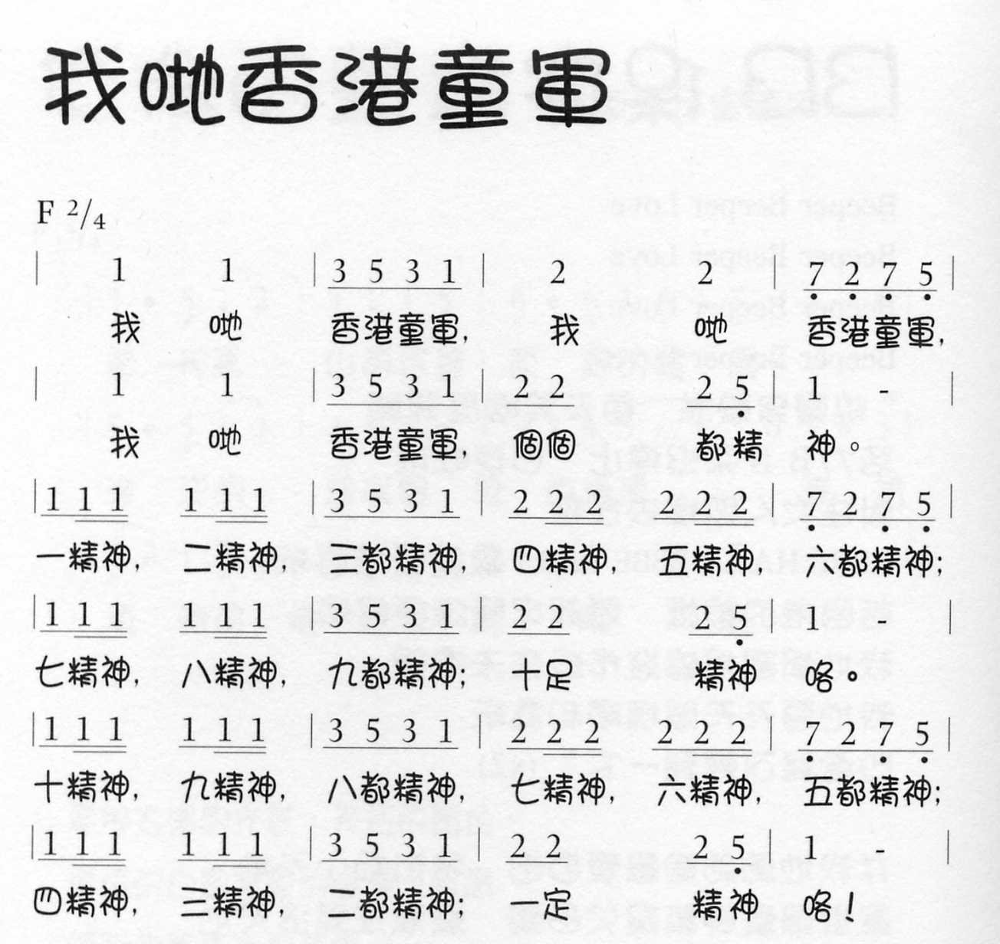 我哋香港童軍
F 2/4
| 1 1 | 3 5 3 1 | 2 2 | 7̣ 2̣ 7̣ 5̣ |
我 哋 香港童軍, 我 哋 香港童軍,
| 1 1 | 3 5 3 1 | 2 2 2 5̣ | 1 - |
我 哋 香港童軍, 個個 都精 神。
| 1 1 1 1 1 1 | 3 5 3 1 | 2 2 2 2 2 2 | 7̣ 2 7̣ 5̣ |
一精神, 二精神, 三都精神, 四精神, 五精神, 六都精神;
| 1 1 1 1 1 1 | 3 5 3 1 | 2 2 2 5̣ | 1 - |
七精神, 八精神, 九都精神; 十足 精神 咯。
| 1 1 1 1 1 1 | 3 5 3 1 | 2 2 2 2 2 2 | 7̣ 2 7̣ 5̣ |
十精神, 九精神, 八都精神, 七精神, 六精神, 五都精神;
| 1 1 1 1 1 1 | 3 5 3 1 | 2 2 2 5̣ | 1 - |
四精神, 三精神, 二都精神; 一定 精神 咯!